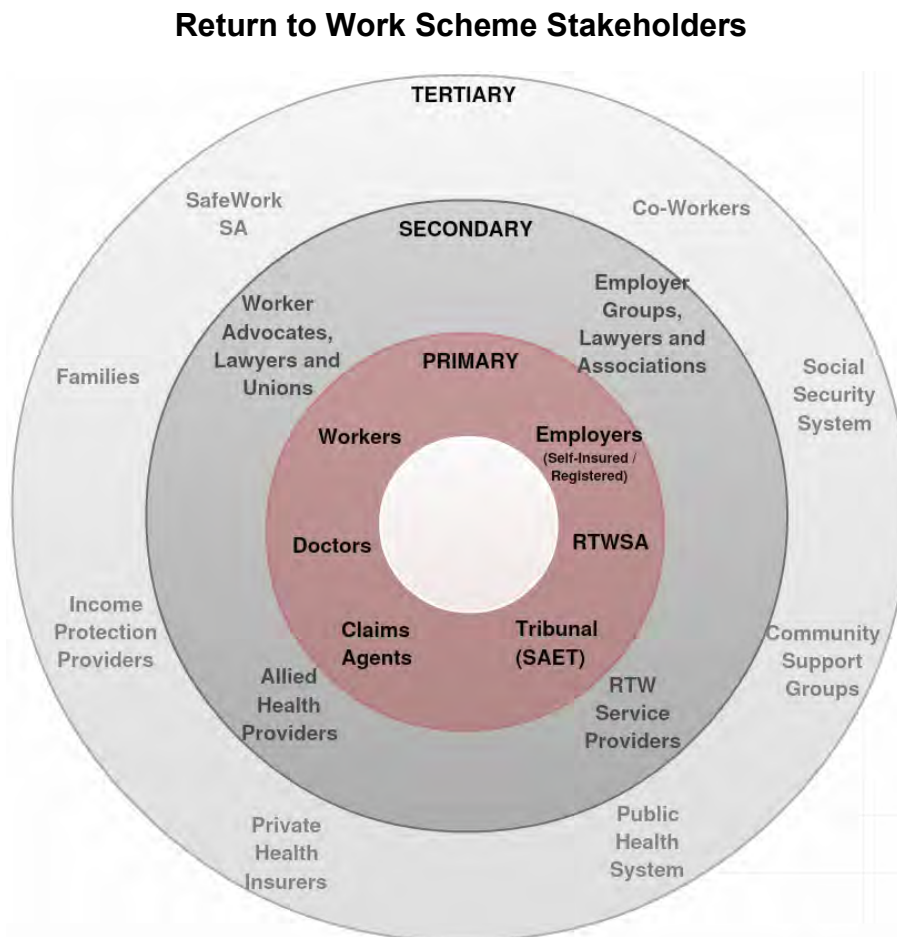 Return to Work Scheme Stakeholders
TERTIARY
SafeWork
SA
Co-Workers
SECONDARY
Worker
Advocates,
Lawyers and
Unions
Employer
Groups,
Lawyers and
Associations
Families
PRIMARY
Social
Security
System
Workers
Employers
(Self-Insured /
Registered)
Doctors
RTWSA
Income
Protection
Providers
Claims
Agents
Tribunal
(SAET)
Community
Support
Groups
Allied
Health
Providers
RTW
Service
Providers
Private
Health
Insurers
Public
Health
System